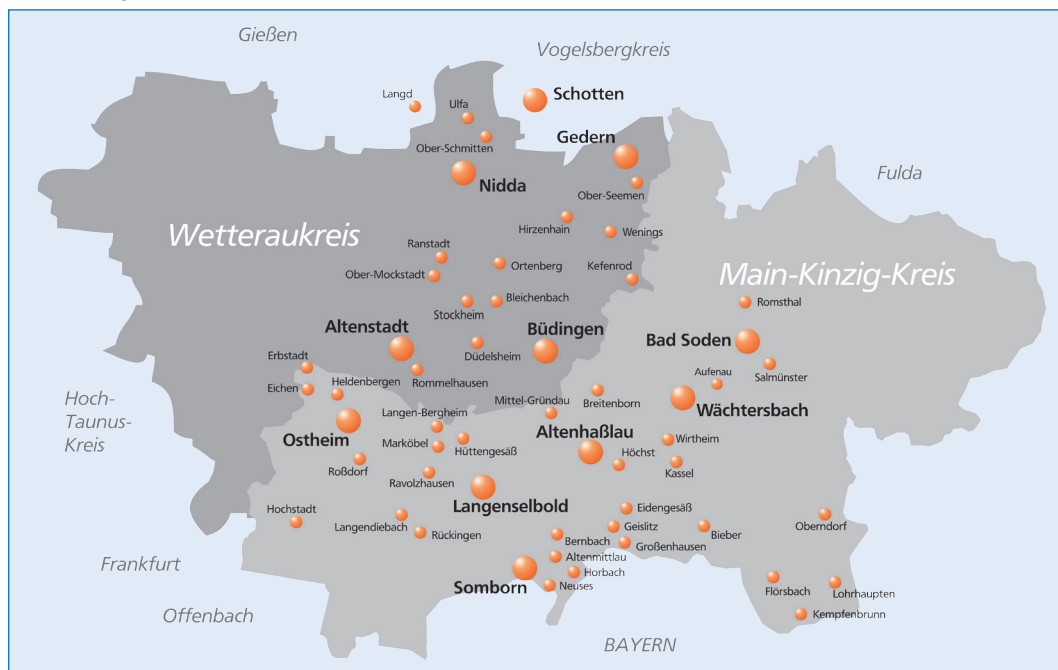 Gießen
Vogelsbergkreis
Langd
Ulfa
Schotten
Gedern
Ober-Schmitten
Fulda
Nidda
Ober-Seemen
Wetteraukreis
Hirzenhain
Wenings
Ranstadt
Ortenberg
Kefenrod
Ober-Mockstadt
Main-Kinzig-Kreis
Bleichenbach
Romsthal
Stockheim
Altenstadt
Büdingen
Bad Soden
Düdelsheim
Erbstadt
Rommelhausen
Aufenau
Salmünster
Eichen
Heldenbergen
Hoch-
Taunus-
Kreis
Mittel-Gründau
Breitenborn
Wächtersbach
Langen-Bergheim
Ostheim
Altenhaßlau
Marköbel
Hüttengesäß
Wirtheim
Höchst
Kassel
Roßdorf
Ravolzhausen
Langenselbold
Hochstadt
Eidengesäß
Langendiebach
Rückingen
Geislitz
Bieber
Oberndorf
Bernbach
Großenhausen
Frankfurt
Altenmittlau
Horbach
Somborn
Neuses
Flörsbach
Lohrhaupten
Offenbach
Kempfenbrunn
BAYERN